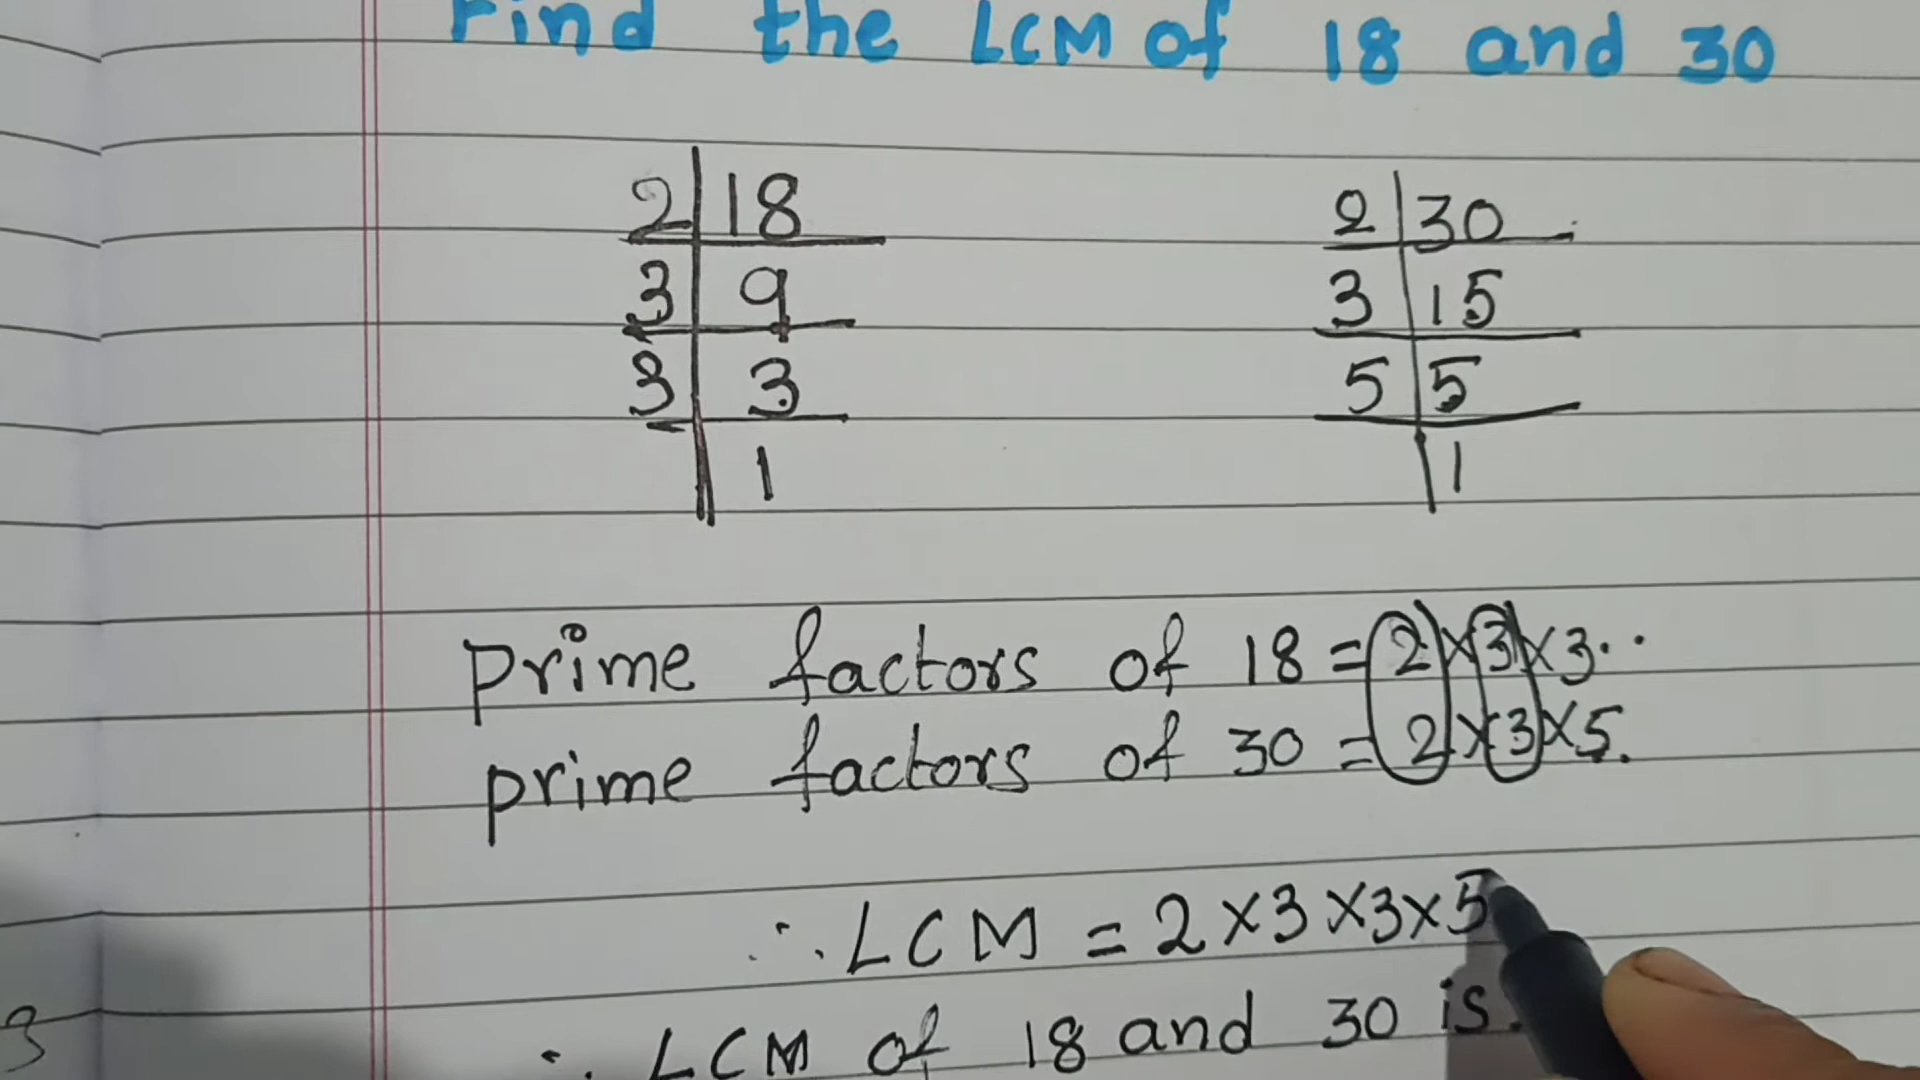 Find the LCM of 18 and 30
2 | 18
3 | 9
3 | 3
| 1
2 | 30
3 | 15
5 | 5
| 1
prime factors of 18 = 2 × 3 × 3
prime factors of 30 = 2 × 3 × 5.
∴ LCM = 2 × 3 × 3 × 5
∴ LCM of 18 and 30 is
3